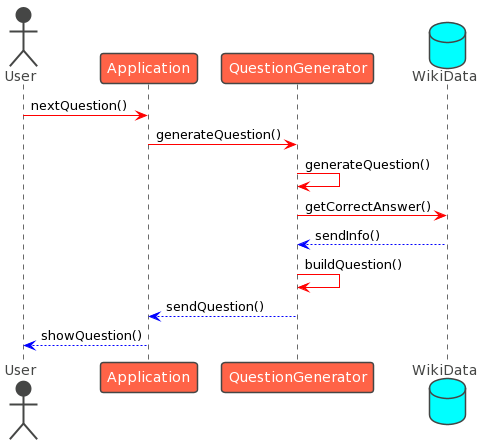 User
Application
QuestionGenerator
WikiData
nextQuestion()
generateQuestion()
generateQuestion()
getCorrectAnswer()
sendInfo()
buildQuestion()
sendQuestion()
showQuestion()
User
Application
QuestionGenerator
WikiData